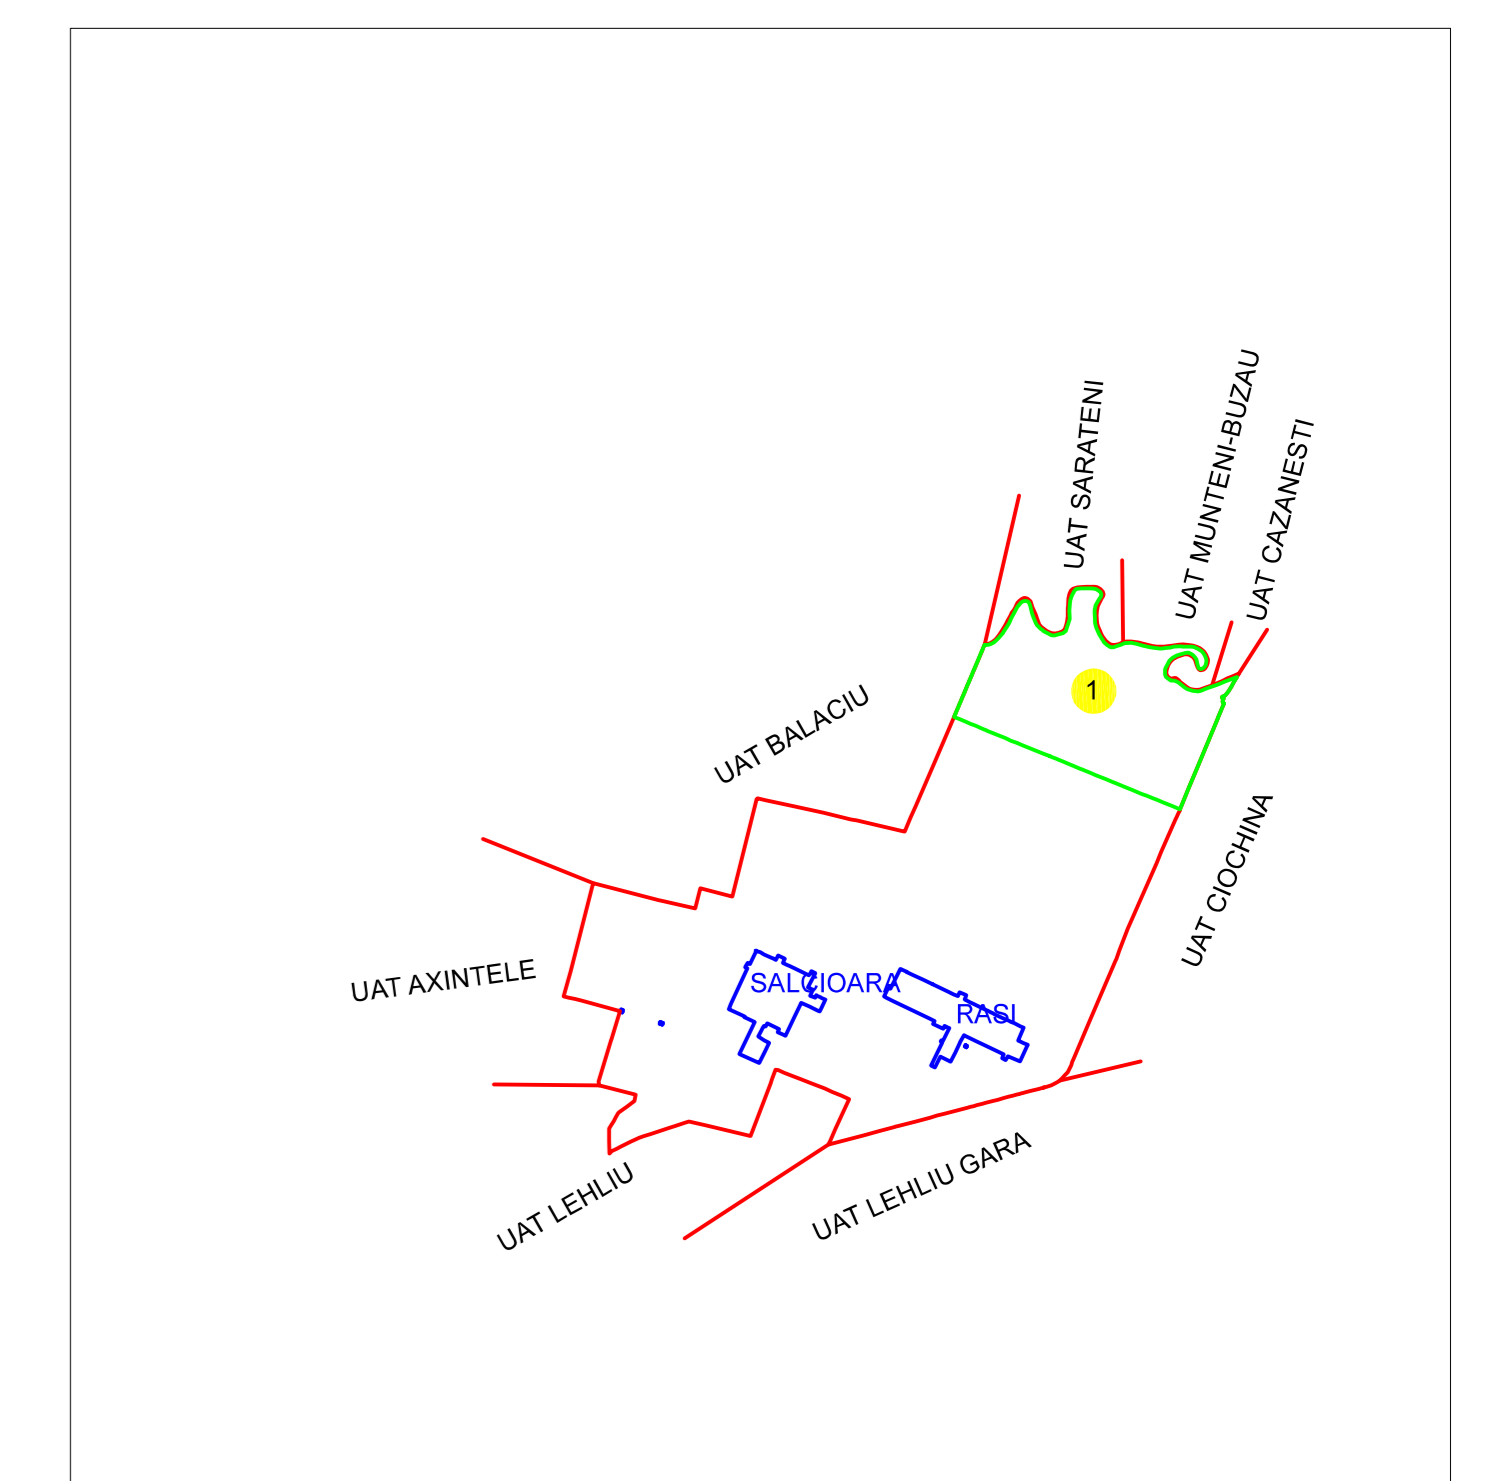 UAT SARATENI
UAT MUNTENI-BUZAU
UAT CAZANESTI
1
UAT BALACIU
UAT CIOCHINA
UAT AXINTELE
SALCIOARA
RASI
UAT LEHLIU
UAT LEHLIU GARA